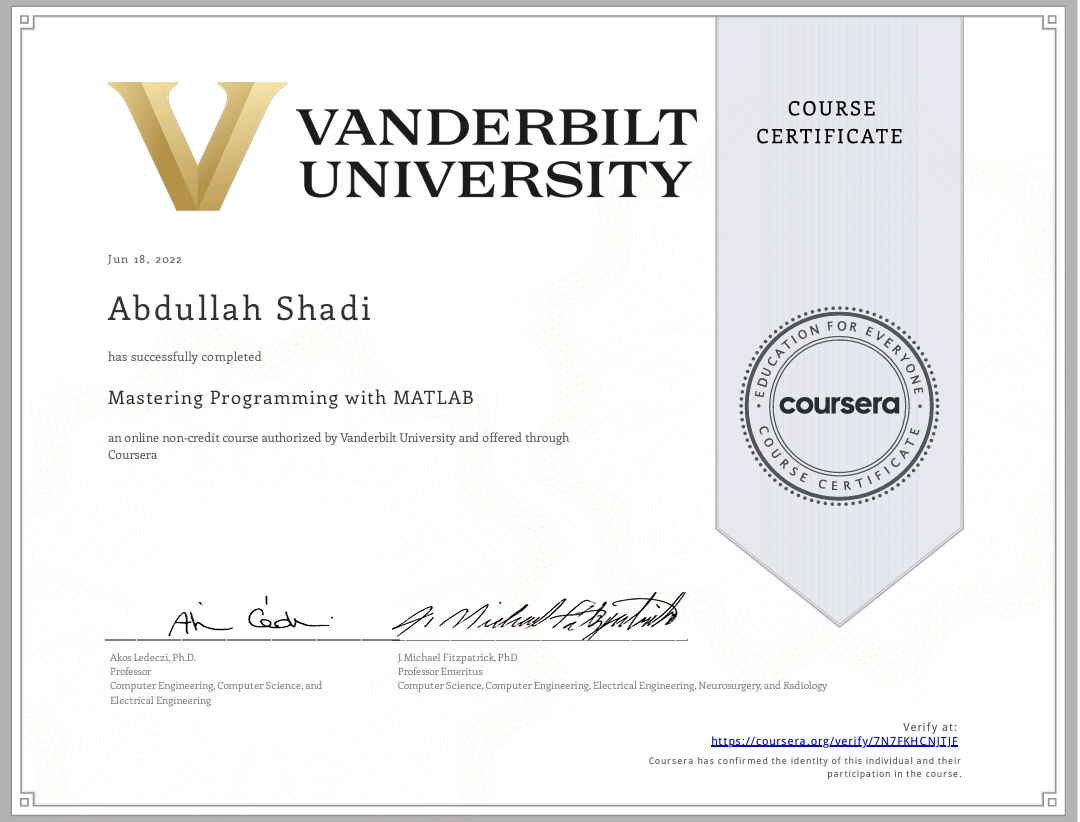 VANDERBILT
UNIVERSITY
COURSE
CERTIFICATE
Jun 18, 2022
Abdullah Shadi
has successfully completed
Mastering Programming with MATLAB
an online non-credit course authorized by Vanderbilt University and offered through
Coursera
EDUCATION FOR EVERYONE
coursera
COURSE CERTIFICATE
Akos Ledeczi, Ph.D.
Professor
Computer Engineering, Computer Science, and
Electrical Engineering
J. Michael Fitzpatrick, PhD
Professor Emeritus
Computer Science, Computer Engineering, Electrical Engineering, Neurosurgery, and Radiology
Verify at:
https://coursera.org/verify/7N7FKHCNJTJF
Coursera has confirmed the identity of this individual and their
participation in the course.